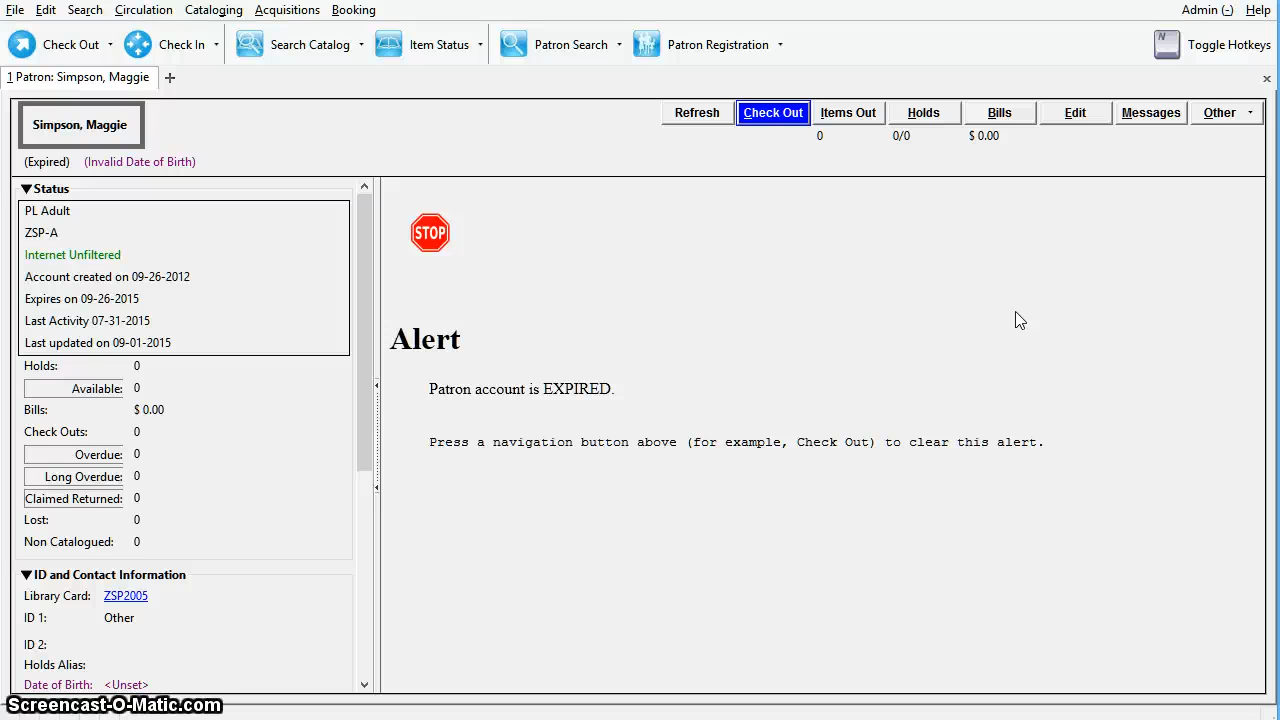 File Edit Search Circulation Cataloging Acquisitions Booking Admin (-) Help
Check Out Check In Search Catalog Item Status Patron Search Patron Registration N Toggle Hotkeys
1 Patron: Simpson, Maggie + ×
Simpson, Maggie Refresh Check Out Items Out Holds Bills Edit Messages Other
0 0/0 $ 0.00
(Expired) (Invalid Date of Birth)
Status
PL Adult
ZSP-A
Internet Unfiltered
Account created on 09-26-2012
Expires on 09-26-2015
Last Activity 07-31-2015
Last updated on 09-01-2015
Holds: 0
Available: 0
Bills: $ 0.00
Check Outs: 0
Overdue: 0
Long Overdue: 0
Claimed Returned: 0
Lost: 0
Non Catalogued: 0
ID and Contact Information
Library Card: ZSP2005
ID 1: Other
ID 2:
Holds Alias:
Date of Birth: <Unset>
STOP
Alert
Patron account is EXPIRED.
Press a navigation button above (for example, Check Out) to clear this alert.
Screencast-O-Matic.com